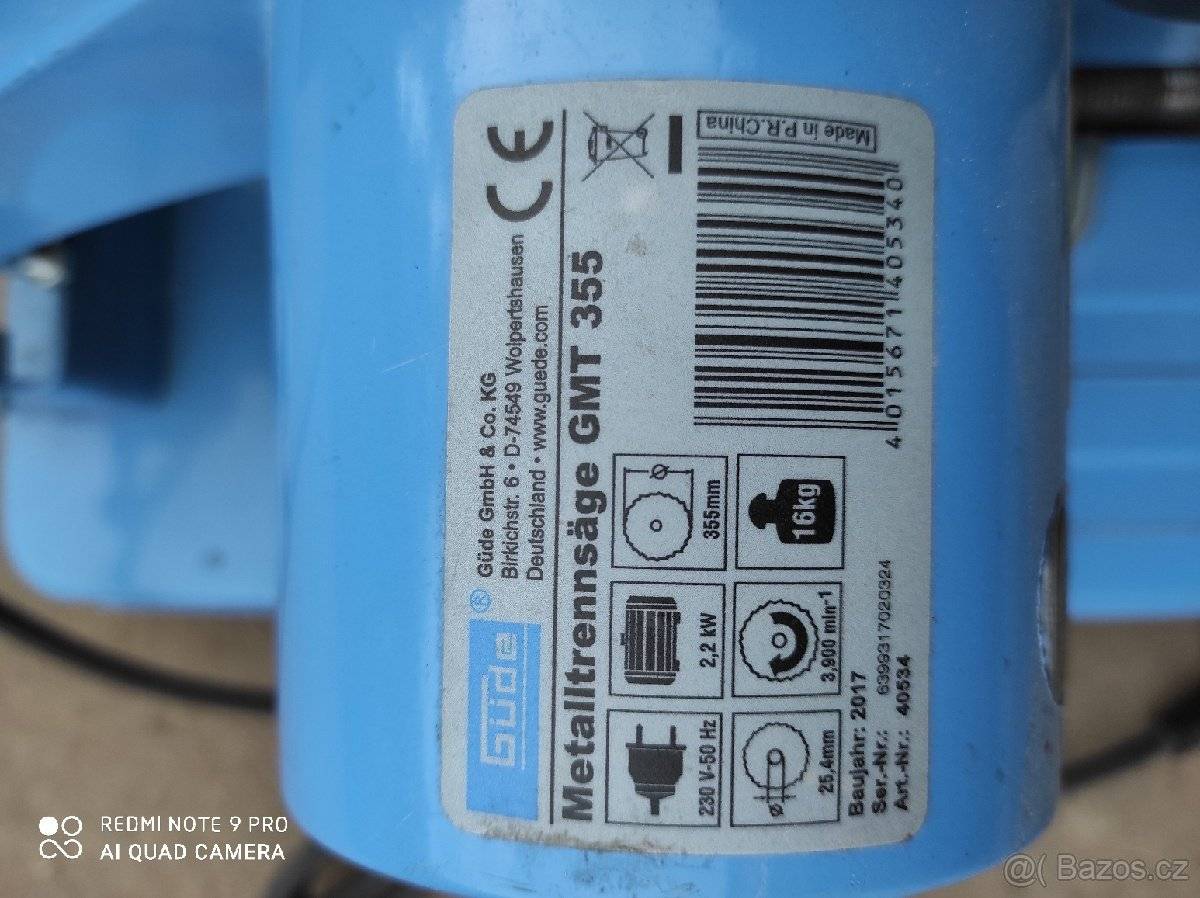 Güde ®
Güde GmbH & Co. KG
Birkichstr. 6 • D-74549 Wolpertshausen
Deutschland • www.guede.com
CE
Metalltrennsäge GMT 355
230 V-50 Hz
2,2 kW
355mm
25,4mm
3,900 min-1
16kg
Made in P.R.China
4 015671 405340
Baujahr: 2017
Ser.-Nr.: 6399317020324
Art.-Nr.: 40534
REDMI NOTE 9 PRO
AI QUAD CAMERA
Bazos.cz